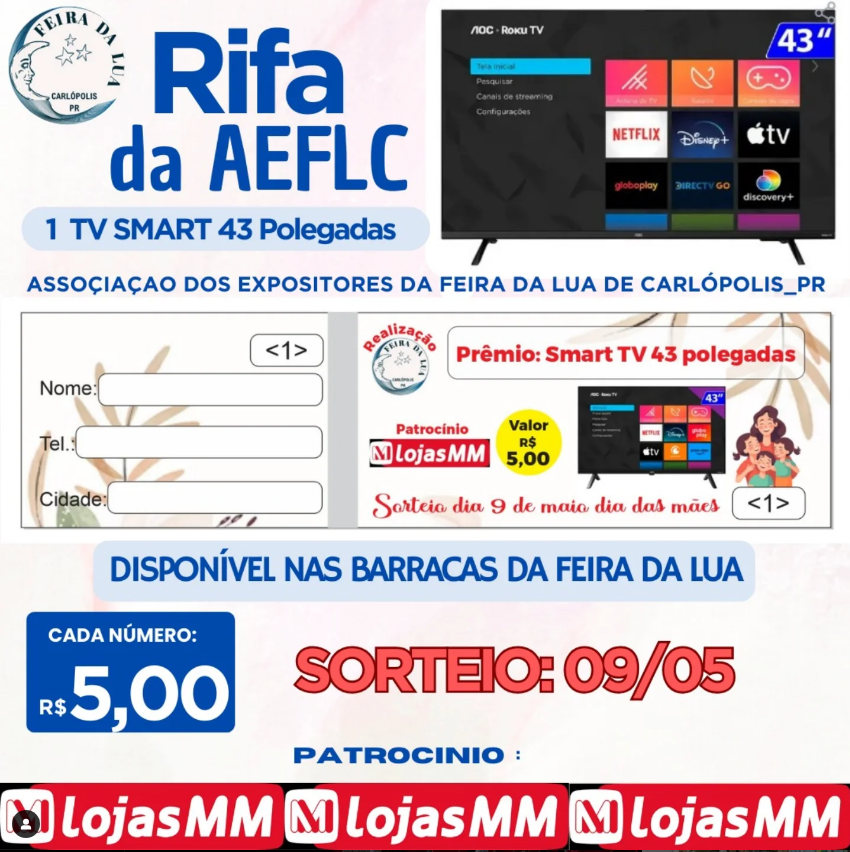 FEIRA DA LUA
CARLÓPOLIS
PR
Rifa
da AEFLC
1 TV SMART 43 Polegadas
AOC - Roku TV
43"
Tela Inicial
Pesquisar
Canais de streaming
Configurações
NETFLIX
Disney+
tv
globoplay
DIRECTV GO
discovery+
ASSOÇIAÇAO DOS EXPOSITORES DA FEIRA DA LUA DE CARLÓPOLIS_PR
<1>
Nome:
Tel.:
Cidade:
Realização
FEIRA DA LUA
Prêmio: Smart TV 43 polegadas
Patrocínio
M lojasMM
Valor
R$
5,00
43"
NETFLIX
Disney+
tv
Sorteio dia 9 de maio dia das mães
<1>
DISPONÍVEL NAS BARRACAS DA FEIRA DA LUA
CADA NÚMERO:
R$ 5,00
SORTEIO: 09/05
PATROCINIO :
M lojasMM M lojasMM M lojasMM